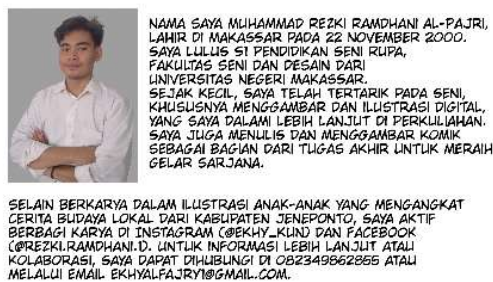 NAMA SAYA MUHAMMAD REZKI RAMDHANI AL-PAJRI,
LAHIR DI MAKASSAR PADA 22 NOVEMBER 2000.
SAYA LULUS S1 PENDIDIKAN SENI RUPA,
FAKULTAS SENI DAN DESAIN DARI
UNIVERSITAS NEGERI MAKASSAR.
SEJAK KECIL, SAYA TELAH TERTARIK PADA SENI,
KHUSUSNYA MENGGAMBAR DAN ILUSTRASI DIGITAL,
YANG SAYA DALAMI LEBIH LANJUT DI PERKULIAHAN.
SAYA JUGA MENULIS DAN MENGGAMBAR KOMIK
SEBAGAI BAGIAN DARI TUGAS AKHIR UNTUK MERAIH
GELAR SARJANA.
SELAIN BERKARYA DALAM ILUSTRASI ANAK-ANAK YANG MENGANGKAT
CERITA BUDAYA LOKAL DARI KABUPATEN JENEPONTO, SAYA AKTIF
BERBAGI KARYA DI INSTAGRAM (@EKHY_KUN) DAN FACEBOOK
(@REZKI.RAMDHANI.D. UNTUK INFORMASI LEBIH LANJUT ATAU
KOLABORASI, SAYA DAPAT DIHUBUNGI DI 082349862855 ATAU
MELALUI EMAIL EKHYALFAJRY1@GMAIL.COM.